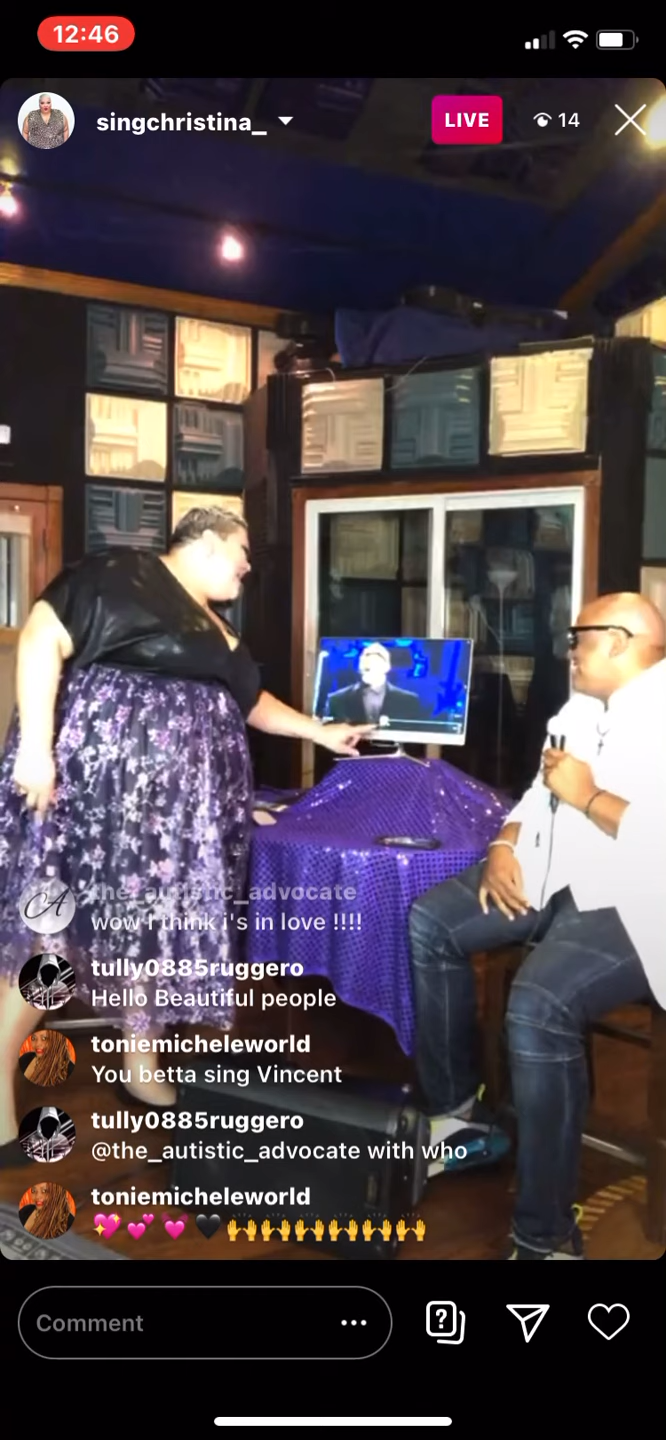 12:46
singchristina_
LIVE
14
the_autistic_advocate
wow I think i's in love !!!!
tully0885ruggero
Hello Beautiful people
toniemicheleworld
You betta sing Vincent
tully0885ruggero
@the_autistic_advocate with who
toniemicheleworld
💖💕💓🖤🙌🙌🙌🙌🙌🙌
Comment